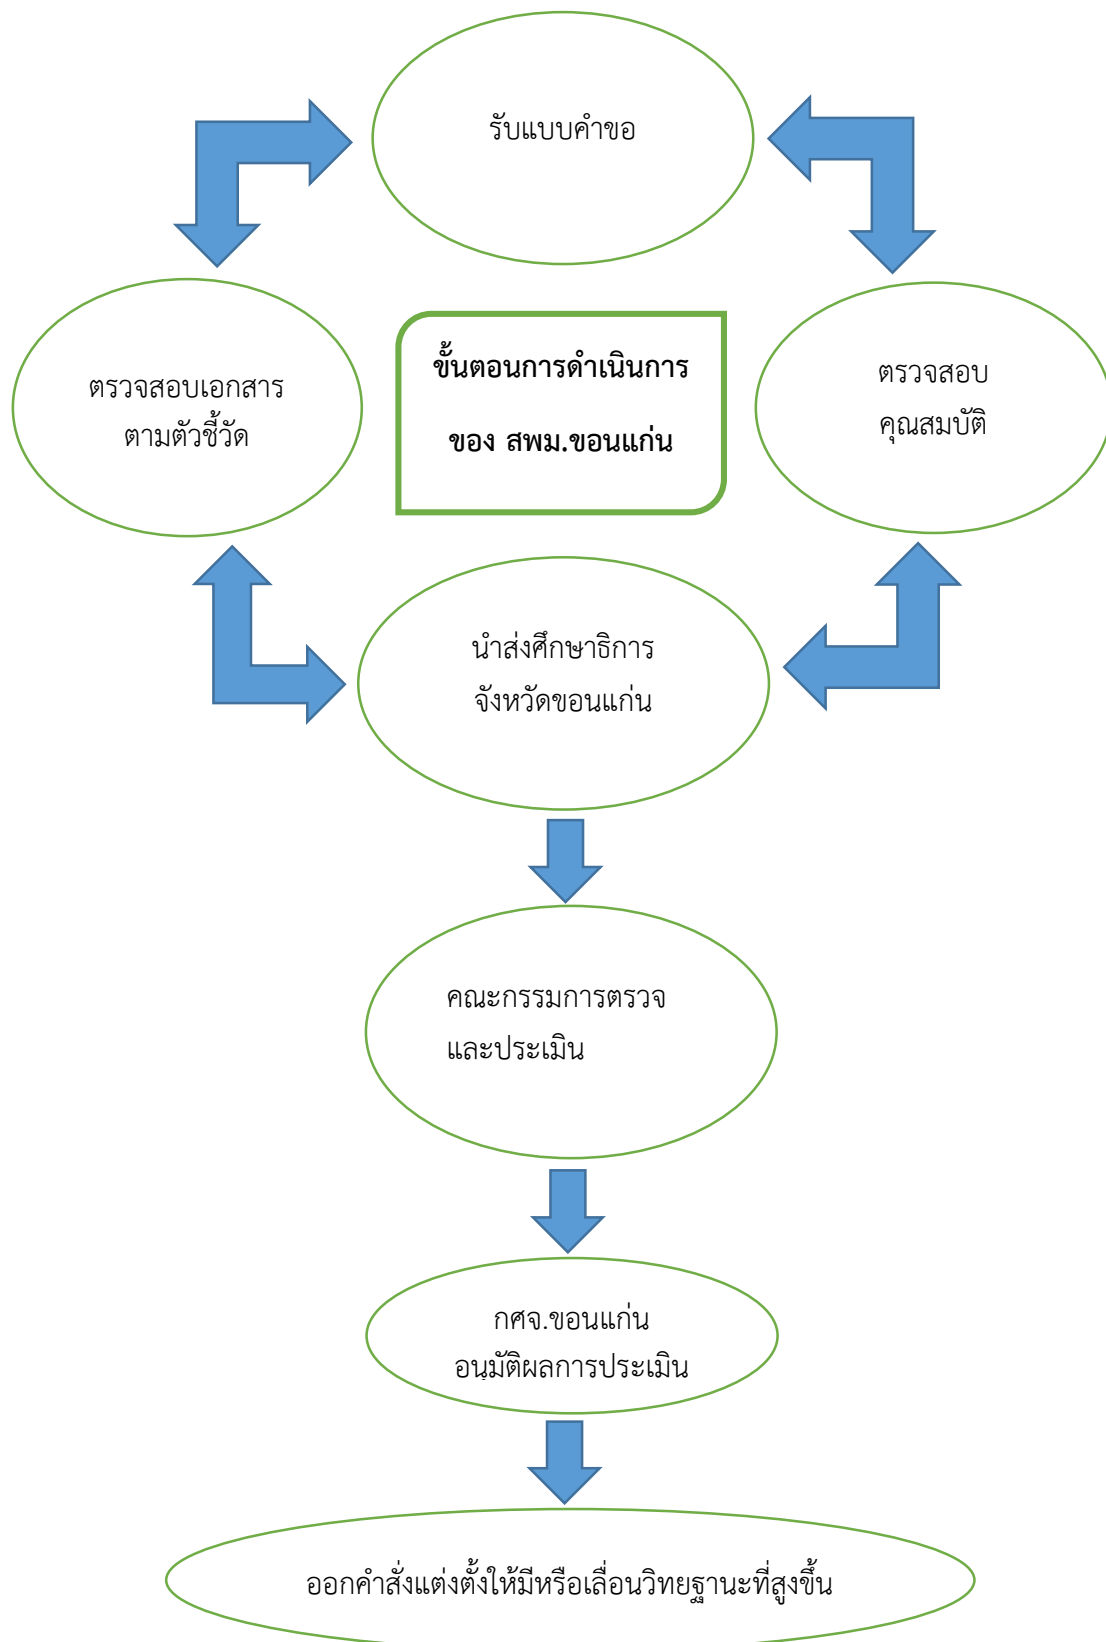 รับแบบคำขอ
ตรวจสอบเอกสาร
ตามตัวชี้วัด
ขั้นตอนการดำเนินการ
ของ สพม.ขอนแก่น
ตรวจสอบ
คุณสมบัติ
นำส่งศึกษาธิการ
จังหวัดขอนแก่น
คณะกรรมการตรวจ
และประเมิน
กศจ.ขอนแก่น
อนุมัติผลการประเมิน
ออกคำสั่งแต่งตั้งให้มีหรือเลื่อนวิทยฐานะที่สูงขึ้น